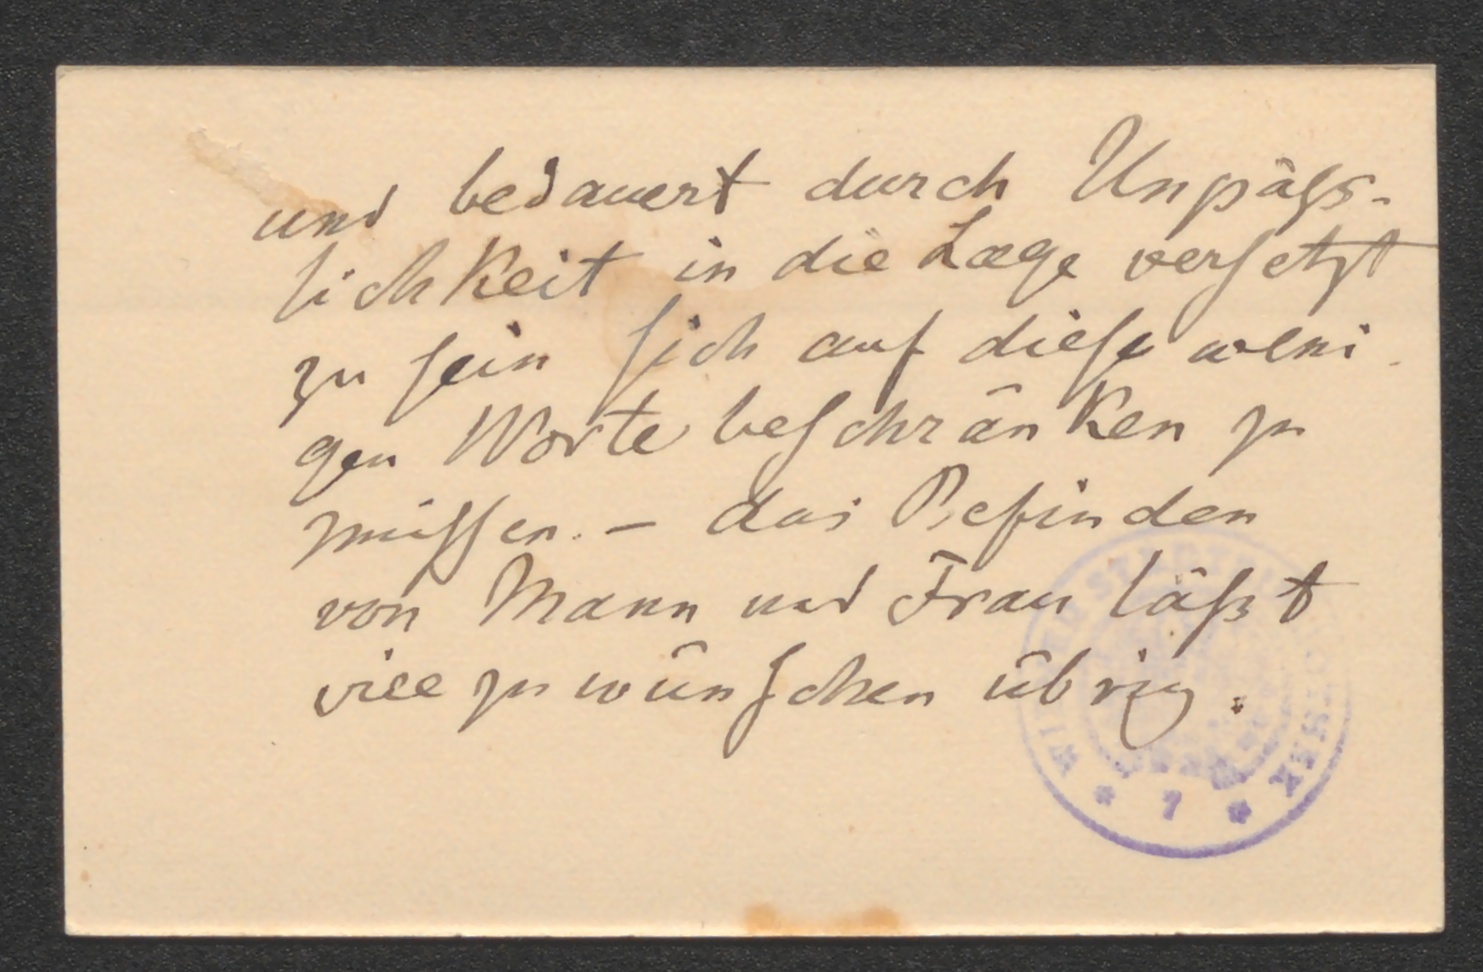 und bedauert durch Unpäss-
lichkeit in die Lage versetzt
zu sein sich auf diese weni-
gen Worte beschränken zu
müssen. – das Befinden
von Mann und Frau läßt
viel zu wünschen übrig.
* 7 *